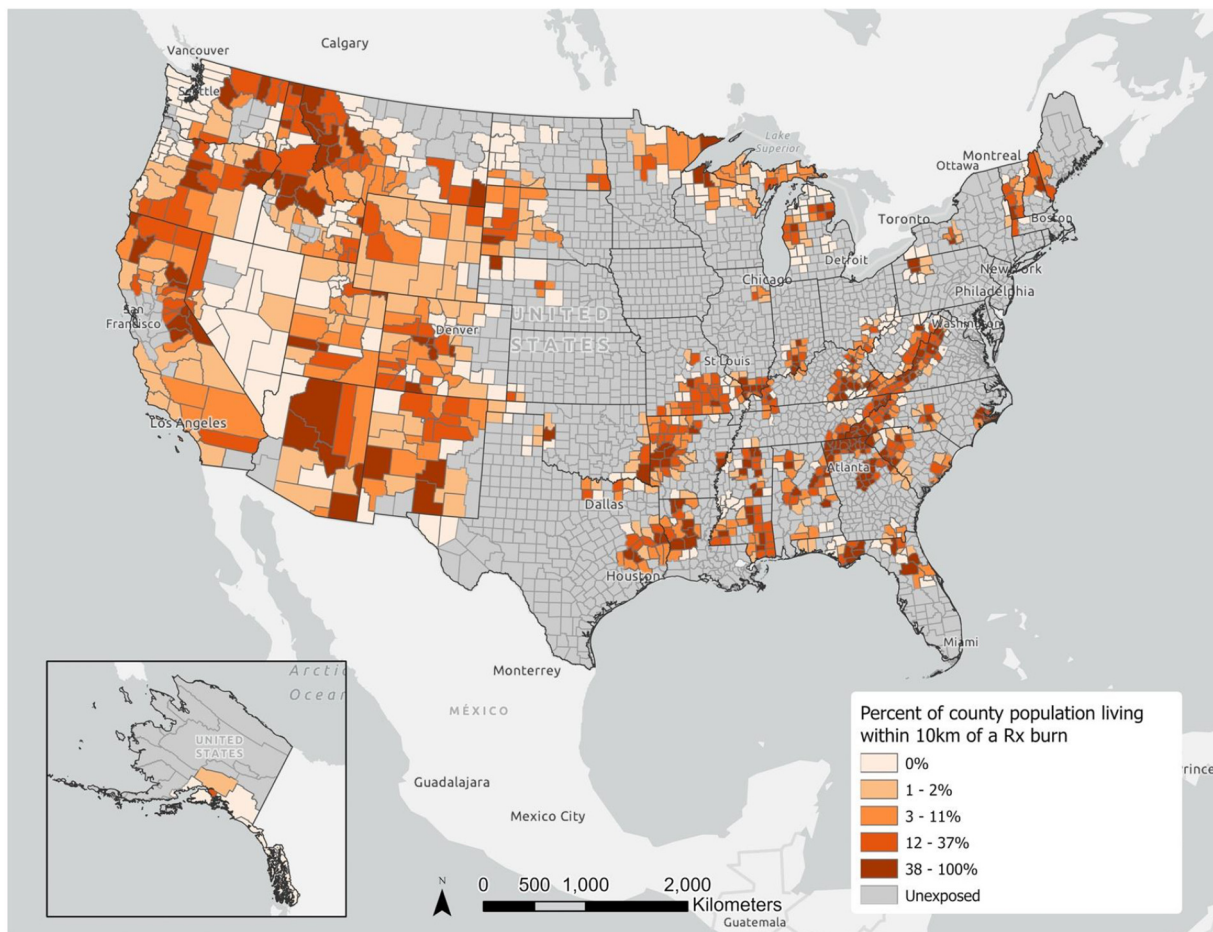 Vancouver
Calgary
Seattle
Lake
Superior
Montreal
Ottawa
Toronto
Boston
Detroit
Chicago
New York
Philadelphia
San
Francisco
Denver
UNITED
STATES
St Louis
Washington
Los Angeles
Atlanta
Dallas
Houston
Miami
Monterrey
MÉXICO
Guadalajara
Mexico City
Guatemala
Arctic
Ocean
UNITED
STATES
N
0 500 1,000 2,000
Kilometers
Percent of county population living
within 10km of a Rx burn
0%
1 - 2%
3 - 11%
12 - 37%
38 - 100%
Unexposed
rince